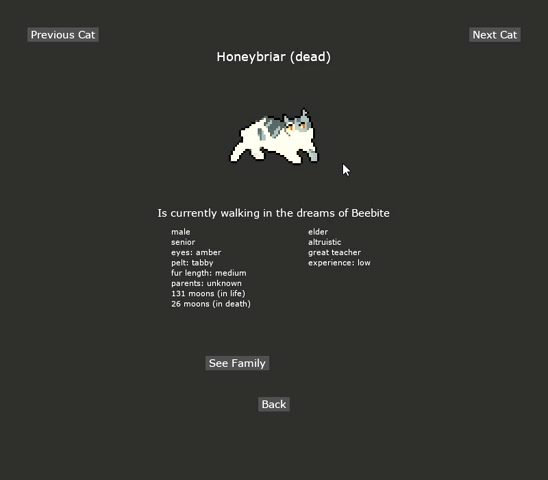 Previous Cat
Next Cat
Honeybriar (dead)
Is currently walking in the dreams of Beebite
male
senior
eyes: amber
pelt: tabby
fur length: medium
parents: unknown
131 moons (in life)
26 moons (in death)
elder
altruistic
great teacher
experience: low
See Family
Back